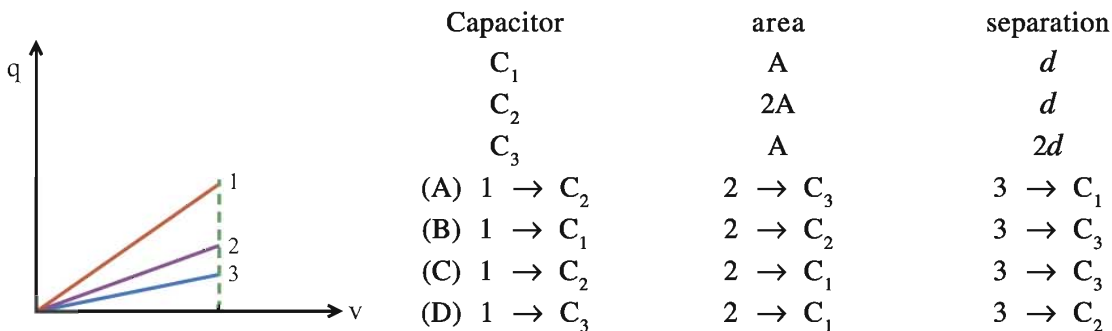 Capacitor area separation
C₁ A d
C₂ 2A d
C₃ A 2d
(A) 1 → C₂ 2 → C₃ 3 → C₁
(B) 1 → C₁ 2 → C₂ 3 → C₃
(C) 1 → C₂ 2 → C₁ 3 → C₃
(D) 1 → C₃ 2 → C₁ 3 → C₂
q
1
2
3
v